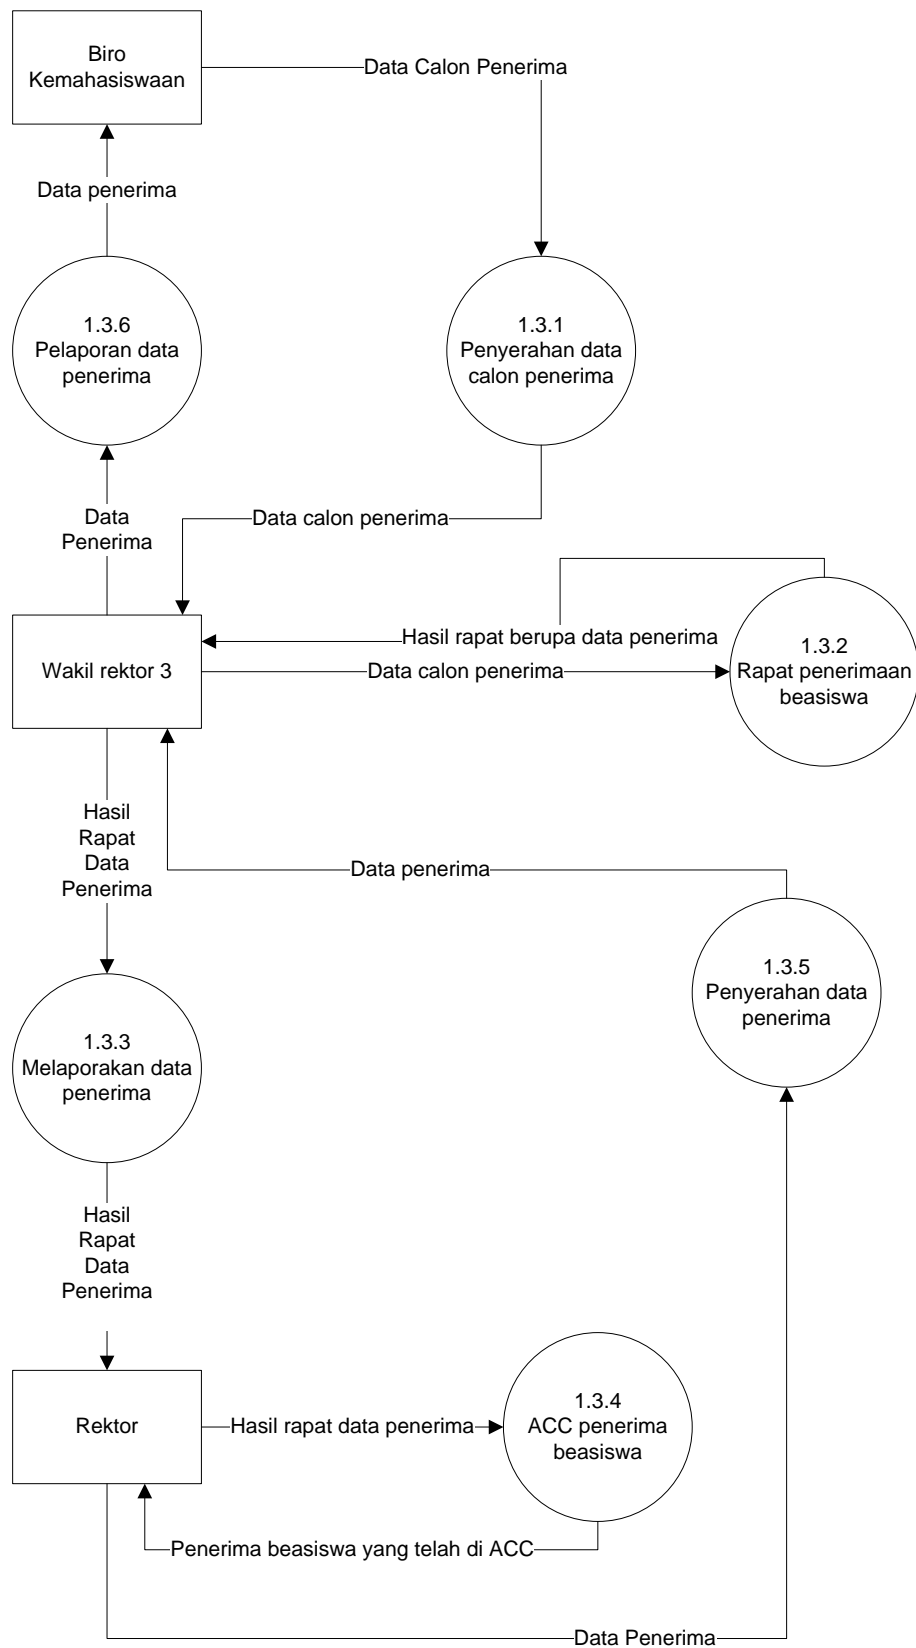 Biro
Kemahasiswaan
Data Calon Penerima
Data penerima
1.3.6
Pelaporan data
penerima
1.3.1
Penyerahan data
calon penerima
Data
Penerima
Data calon penerima
Hasil rapat berupa data penerima
1.3.2
Rapat penerimaan
beasiswa
Wakil rektor 3
Data calon penerima
Hasil
Rapat
Data
Penerima
Data penerima
1.3.5
Penyerahan data
penerima
1.3.3
Melaporakan data
penerima
Hasil
Rapat
Data
Penerima
Rektor
Hasil rapat data penerima
1.3.4
ACC penerima
beasiswa
Penerima beasiswa yang telah di ACC
Data Penerima